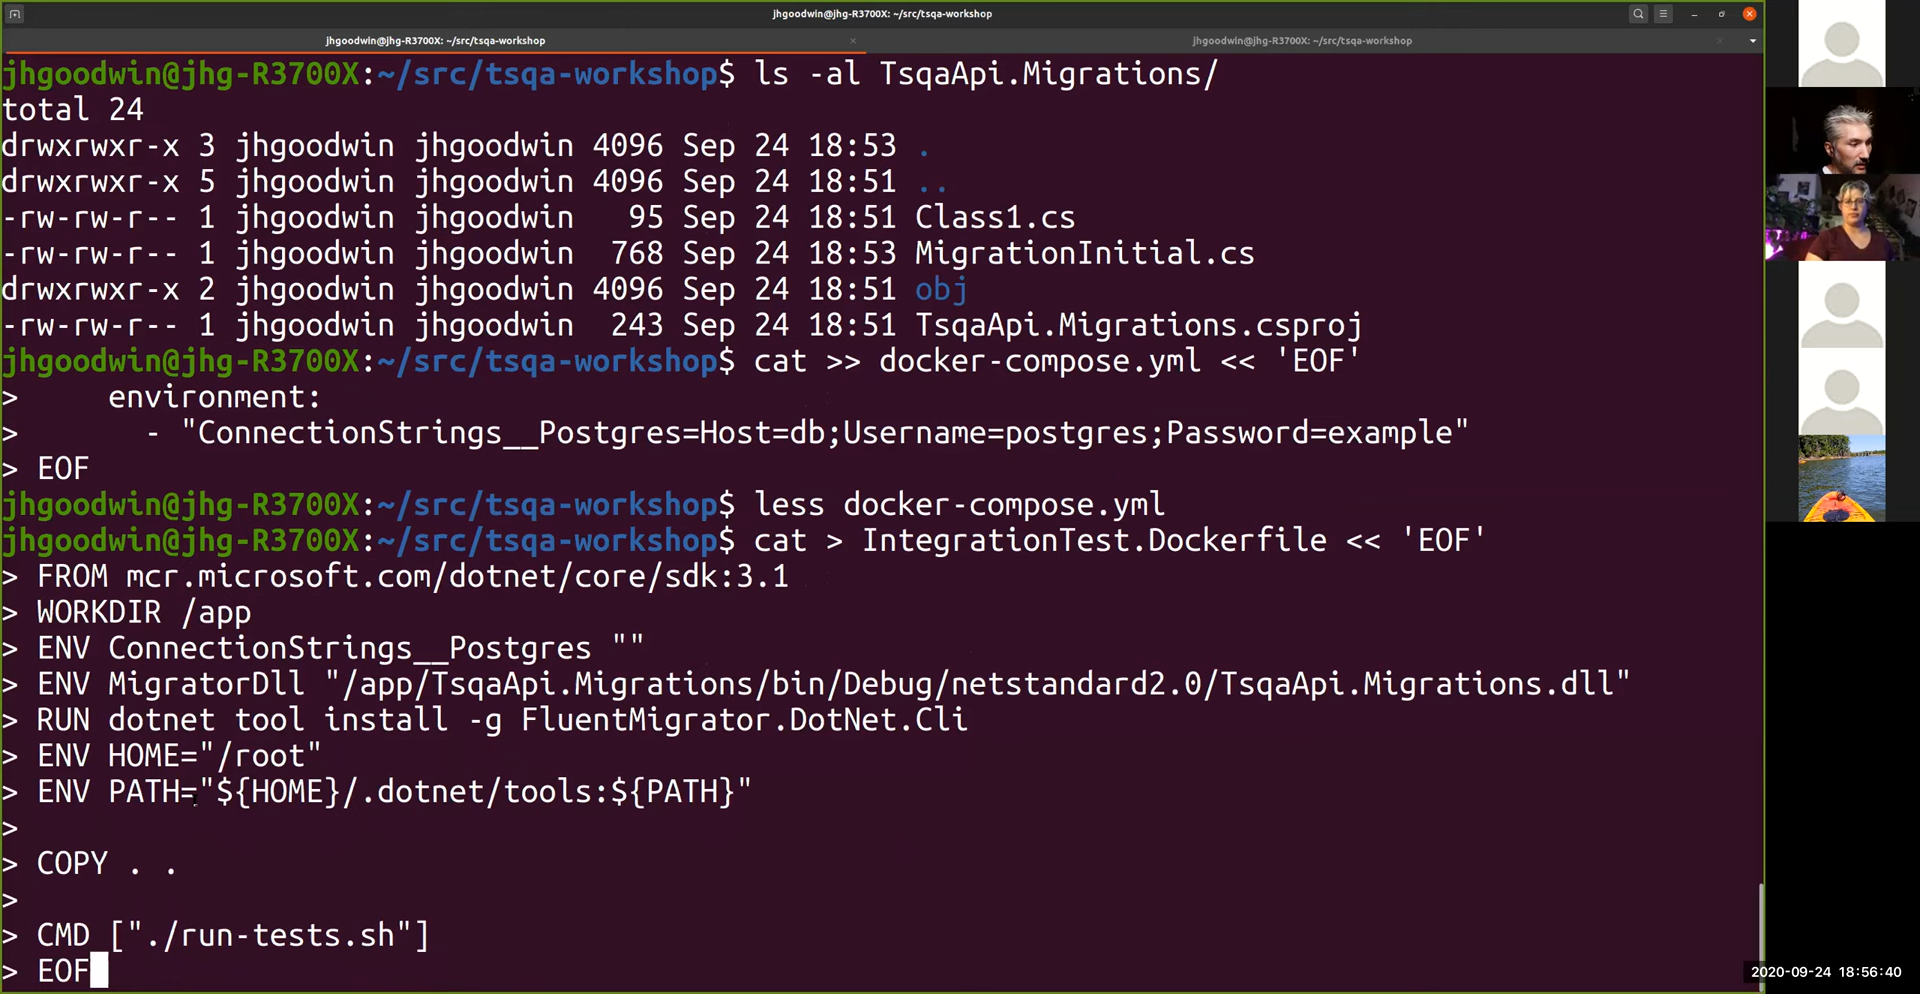 jhgoodwin@jhg-R3700X: ~/src/tsqa-workshop
jhgoodwin@jhg-R3700X: ~/src/tsqa-workshop
jhgoodwin@jhg-R3700X: ~/src/tsqa-workshop
jhgoodwin@jhg-R3700X:~/src/tsqa-workshop$ ls -al TsqaApi.Migrations/
total 24
drwxrwxr-x 3 jhgoodwin jhgoodwin 4096 Sep 24 18:53 .
drwxrwxr-x 5 jhgoodwin jhgoodwin 4096 Sep 24 18:51 ..
-rw-rw-r-- 1 jhgoodwin jhgoodwin   95 Sep 24 18:51 Class1.cs
-rw-rw-r-- 1 jhgoodwin jhgoodwin  768 Sep 24 18:53 MigrationInitial.cs
drwxrwxr-x 2 jhgoodwin jhgoodwin 4096 Sep 24 18:51 obj
-rw-rw-r-- 1 jhgoodwin jhgoodwin  243 Sep 24 18:51 TsqaApi.Migrations.csproj
jhgoodwin@jhg-R3700X:~/src/tsqa-workshop$ cat >> docker-compose.yml << 'EOF'
>     environment:
>       - "ConnectionStrings__Postgres=Host=db;Username=postgres;Password=example"
> EOF
jhgoodwin@jhg-R3700X:~/src/tsqa-workshop$ less docker-compose.yml
jhgoodwin@jhg-R3700X:~/src/tsqa-workshop$ cat > IntegrationTest.Dockerfile << 'EOF'
> FROM mcr.microsoft.com/dotnet/core/sdk:3.1
> WORKDIR /app
> ENV ConnectionStrings__Postgres ""
> ENV MigratorDll "/app/TsqaApi.Migrations/bin/Debug/netstandard2.0/TsqaApi.Migrations.dll"
> RUN dotnet tool install -g FluentMigrator.DotNet.Cli
> ENV HOME="/root"
> ENV PATH="${HOME}/.dotnet/tools:${PATH}"
>
> COPY . .
>
> CMD ["./run-tests.sh"]
> EOF
2020-09-24 18:56:40